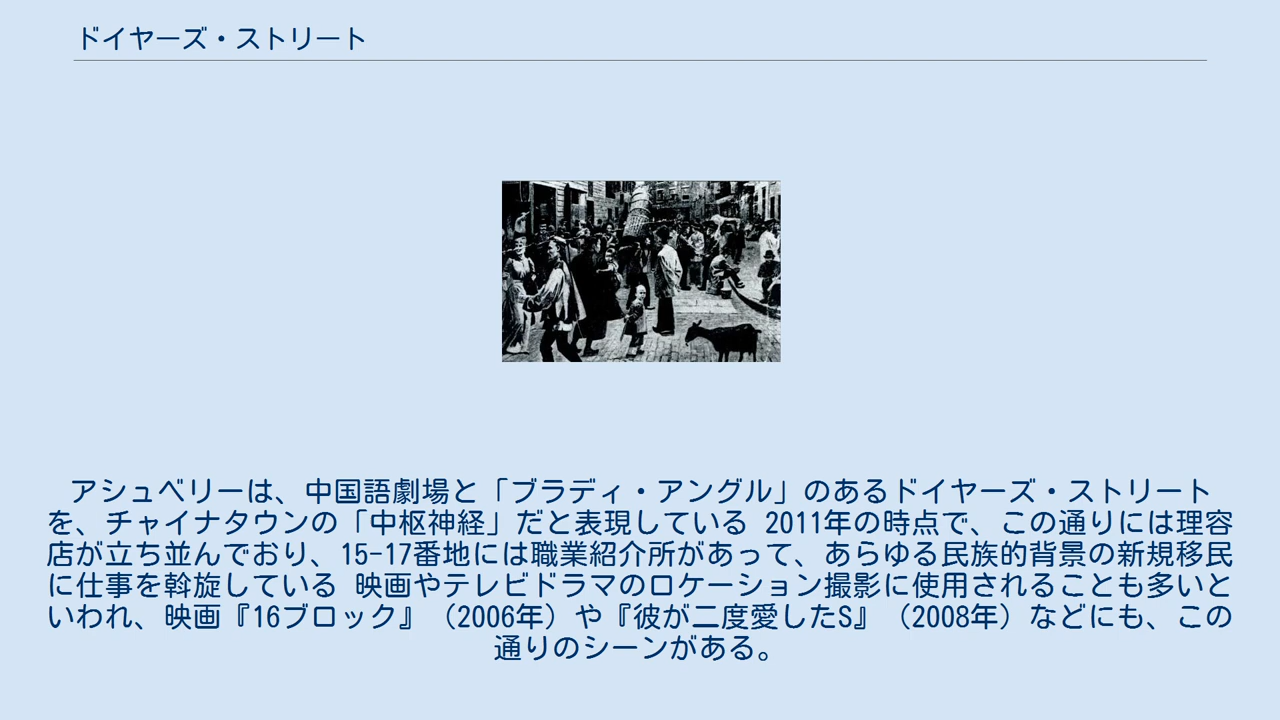 ドイヤーズ・ストリート
アシュベリーは、中国語劇場と「ブラディ・アングル」のあるドイヤーズ・ストリート
を、チャイナタウンの「中枢神経」だと表現している 2011年の時点で、この通りには理容
店が立ち並んでおり、15-17番地には職業紹介所があって、あらゆる民族的背景の新規移民
に仕事を斡旋している 映画やテレビドラマのロケーション撮影に使用されることも多いと
いわれ、映画『16ブロック』（2006年）や『彼が二度愛したS』（2008年）などにも、この
通りのシーンがある。